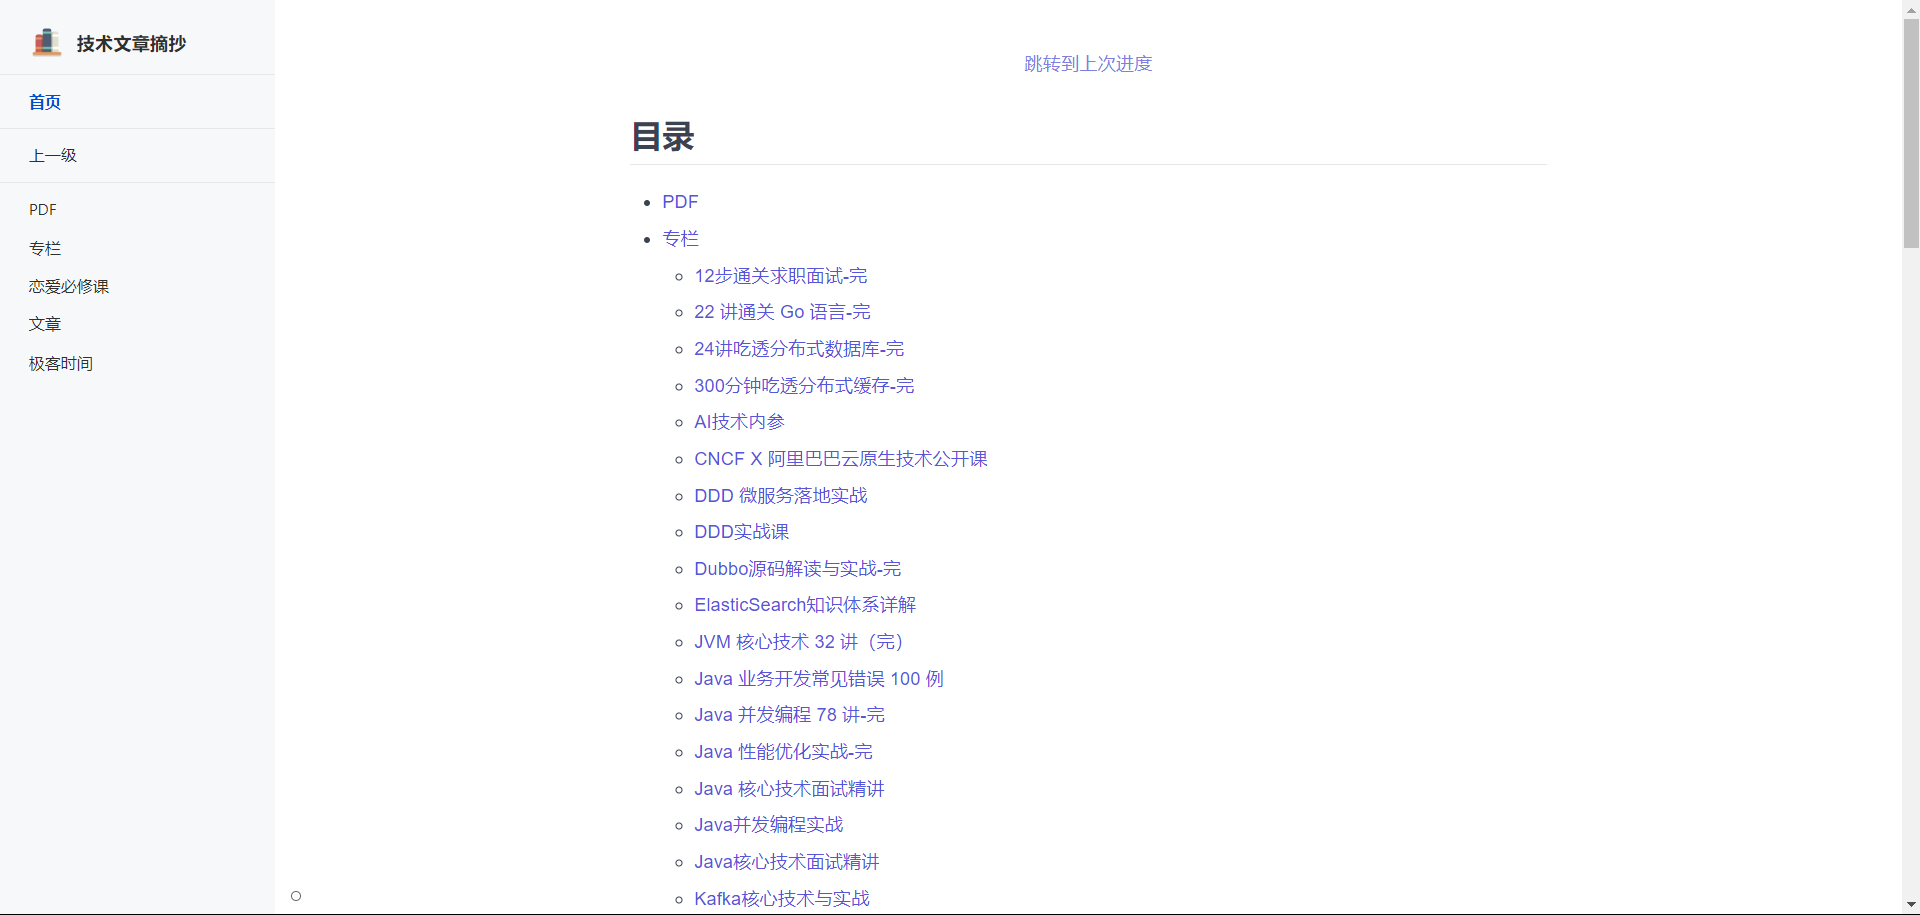 技术文章摘抄
首页
上一级
PDF
专栏
恋爱必修课
文章
极客时间
跳转到上次进度
目录
PDF
专栏
12步通关求职面试-完
22 讲通关 Go 语言-完
24讲吃透分布式数据库-完
300分钟吃透分布式缓存-完
AI技术内参
CNCF X 阿里巴巴云原生技术公开课
DDD 微服务落地实战
DDD实战课
Dubbo源码解读与实战-完
ElasticSearch知识体系详解
JVM 核心技术 32 讲（完）
Java 业务开发常见错误 100 例
Java 并发编程 78 讲-完
Java 性能优化实战-完
Java 核心技术面试精讲
Java并发编程实战
Java核心技术面试精讲
Kafka核心技术与实战